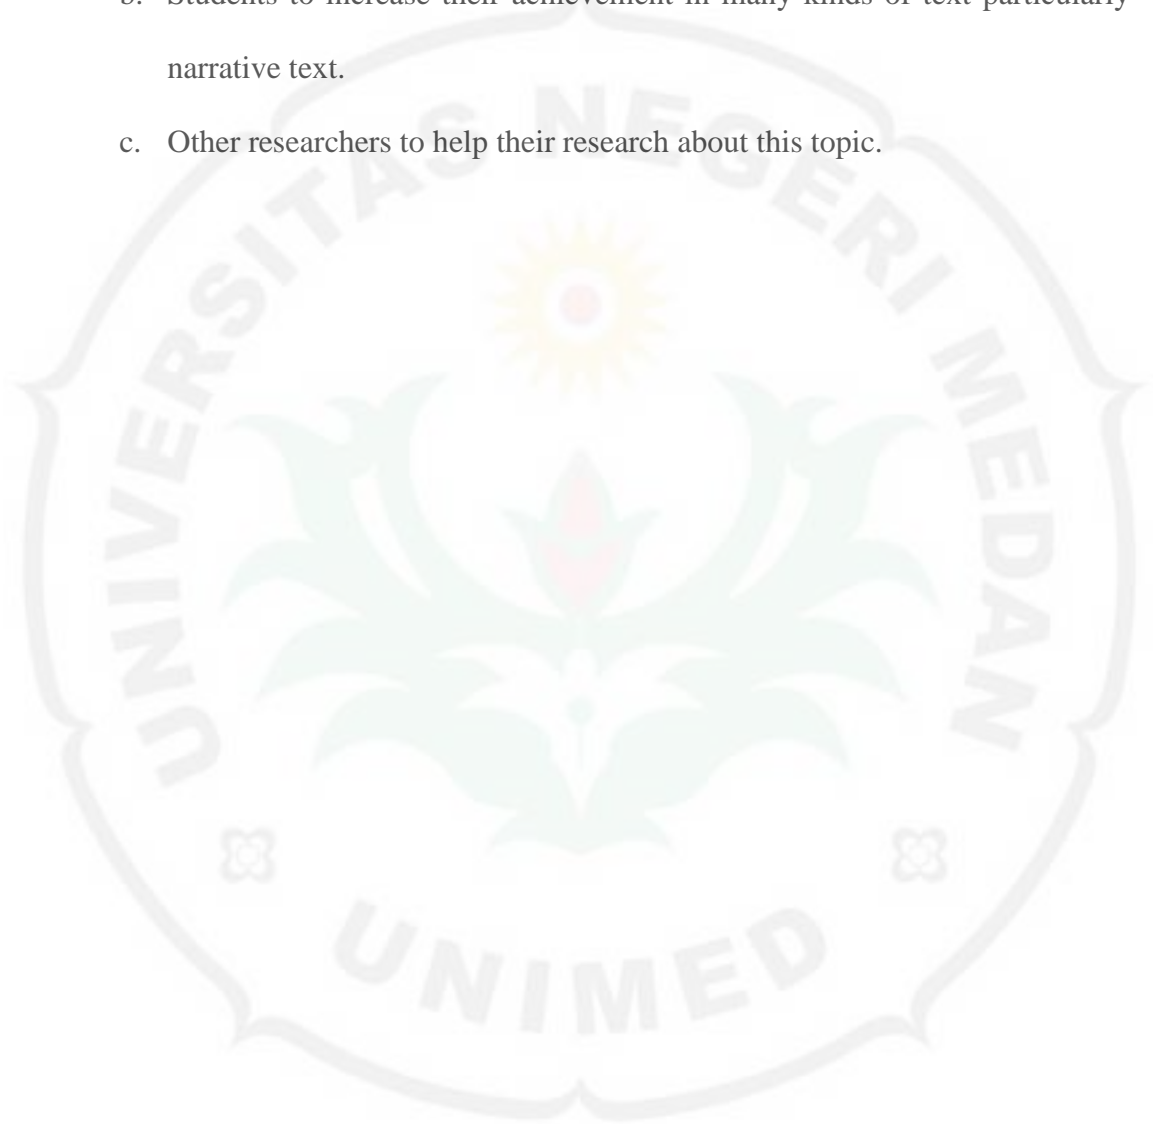 b. Students to increase their achievement in many kinds of text particularly
narrative text.
c. Other researchers to help their research about this topic.
UNIVERSITAS NEGERI MEDAN
UNIMED